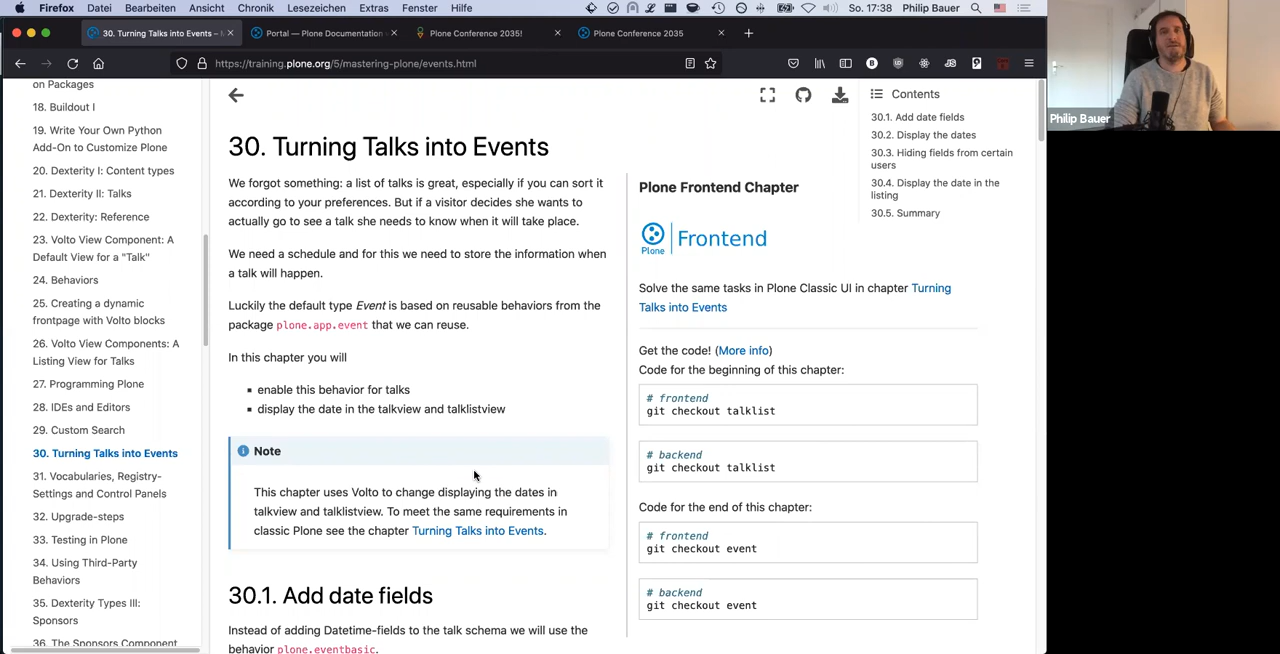 Firefox Datei Bearbeiten Ansicht Chronik Lesezeichen Extras Fenster Hilfe So. 17:38 Philip Bauer
30. Turning Talks into Events –
Portal — Plone Documentation
Plone Conference 2035!
Plone Conference 2035
https://training.plone.org/5/mastering-plone/events.html
Philip Bauer
on Packages
18. Buildout I
19. Write Your Own Python
Add-On to Customize Plone
20. Dexterity I: Content types
21. Dexterity II: Talks
22. Dexterity: Reference
23. Volto View Component: A
Default View for a "Talk"
24. Behaviors
25. Creating a dynamic
frontpage with Volto blocks
26. Volto View Components: A
Listing View for Talks
27. Programming Plone
28. IDEs and Editors
29. Custom Search
30. Turning Talks into Events
31. Vocabularies, Registry-
Settings and Control Panels
32. Upgrade-steps
33. Testing in Plone
34. Using Third-Party
Behaviors
35. Dexterity Types III:
Sponsors
36. The Sponsors Component
30. Turning Talks into Events
We forgot something: a list of talks is great, especially if you can sort it
according to your preferences. But if a visitor decides she wants to
actually go to see a talk she needs to know when it will take place.
We need a schedule and for this we need to store the information when
a talk will happen.
Luckily the default type Event is based on reusable behaviors from the
package plone.app.event that we can reuse.
In this chapter you will
enable this behavior for talks
display the date in the talkview and talklistview
Note
This chapter uses Volto to change displaying the dates in
talkview and talklistview. To meet the same requirements in
classic Plone see the chapter Turning Talks into Events.
30.1. Add date fields
Instead of adding Datetime-fields to the talk schema we will use the
behavior plone.eventbasic.
Plone Frontend Chapter
Plone Frontend
Solve the same tasks in Plone Classic UI in chapter Turning
Talks into Events
Get the code! (More info)
Code for the beginning of this chapter:
# frontend
git checkout talklist
# backend
git checkout talklist
Code for the end of this chapter:
# frontend
git checkout event
# backend
git checkout event
Contents
30.1. Add date fields
30.2. Display the dates
30.3. Hiding fields from certain
users
30.4. Display the date in the
listing
30.5. Summary